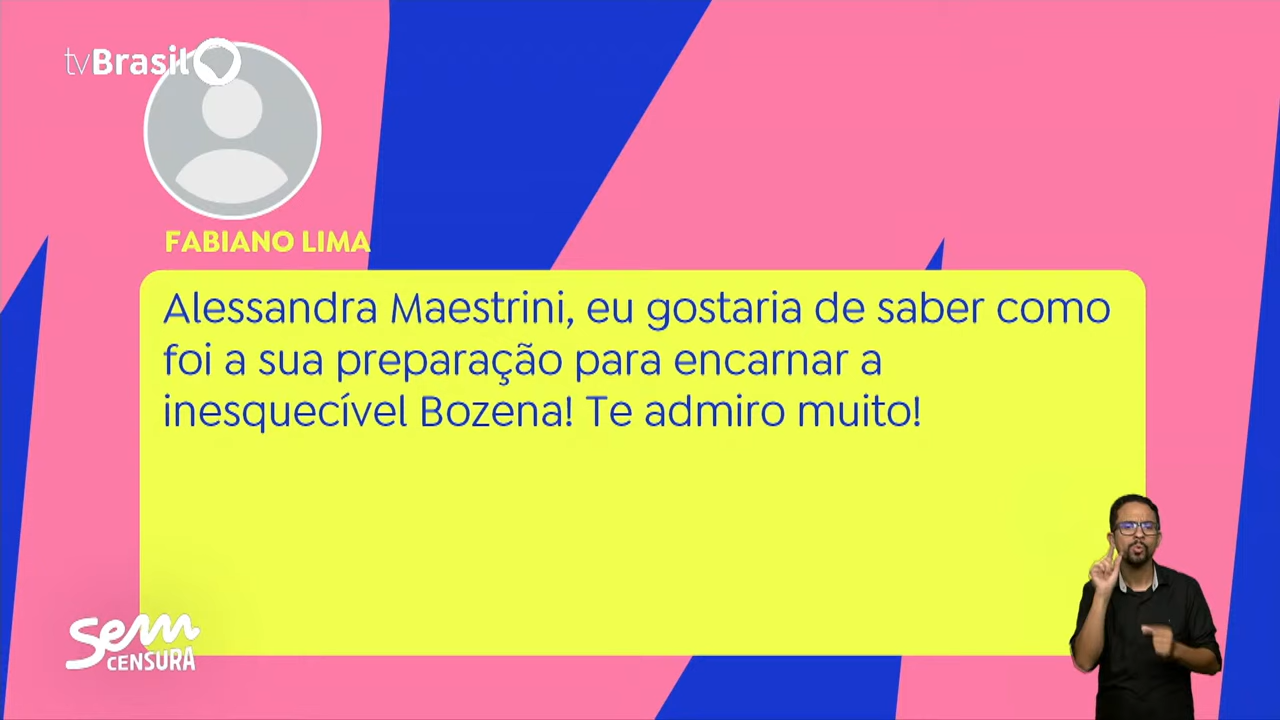 tvBrasil
FABIANO LIMA
Alessandra Maestrini, eu gostaria de saber como
foi a sua preparação para encarnar a
inesquecível Bozena! Te admiro muito!
Sem
CENSURA